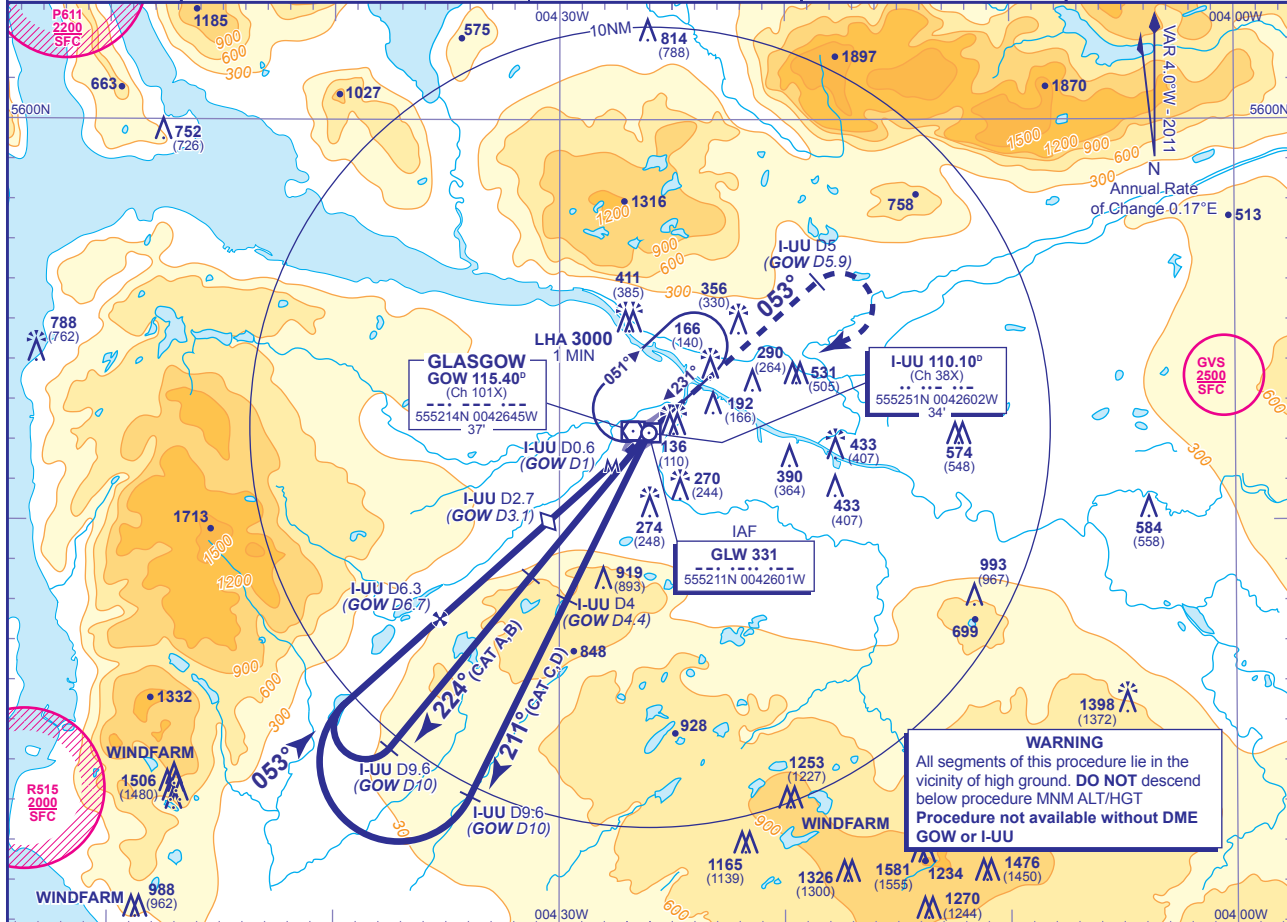 P611
2200
SFC
1185
900
600
300
663
752
(726)
1027
575
004 30W
10NM
814
(788)
1897
1870
1500
1200
900
600
300
004 00W
VAR 4.0°W - 2011
N
Annual Rate
of Change 0.17°E
5600N
5600N
513
758
1316
1200
900
600
300
I-UU D5
(GOW D5.9)
053°
411
(385)
356
(330)
788
(762)
LHA 3000
1 MIN
166
(140)
051°
231°
290
(264)
531
(505)
192
(166)
GLASGOW
GOW 115.40D
(Ch 101X)
555214N 0042645W
37'
I-UU 110.10D
(Ch 38X)
555251N 0042602W
34'
GVS
2500
SFC
300
136
(110)
I-UU D0.6
(GOW D1)
270
(244)
274
(248)
390
(364)
433
(407)
433
(407)
574
(548)
584
(558)
I-UU D2.7
(GOW D3.1)
IAF
GLW 331
555211N 0042601W
1713
1500
1200
900
600
300
919
(893)
I-UU D4
(GOW D4.4)
I-UU D6.3
(GOW D6.7)
848
993
(967)
699
1332
224° (CAT A,B)
211° (CAT C,D)
053°
928
1398
(1372)
WINDFARM
1506
(1480)
R515
2000
SFC
I-UU D9.6
(GOW D10)
I-UU D9.6
(GOW D10)
1253
(1227)
WINDFARM
900
WARNING
All segments of this procedure lie in the
vicinity of high ground. DO NOT descend
below procedure MNM ALT/HGT
Procedure not available without DME
GOW or I-UU
1165
(1139)
1326
(1300)
1581
(1555)
1234
1476
(1450)
1270
(1244)
WINDFARM
988
(962)
600
004 30W
004 00W